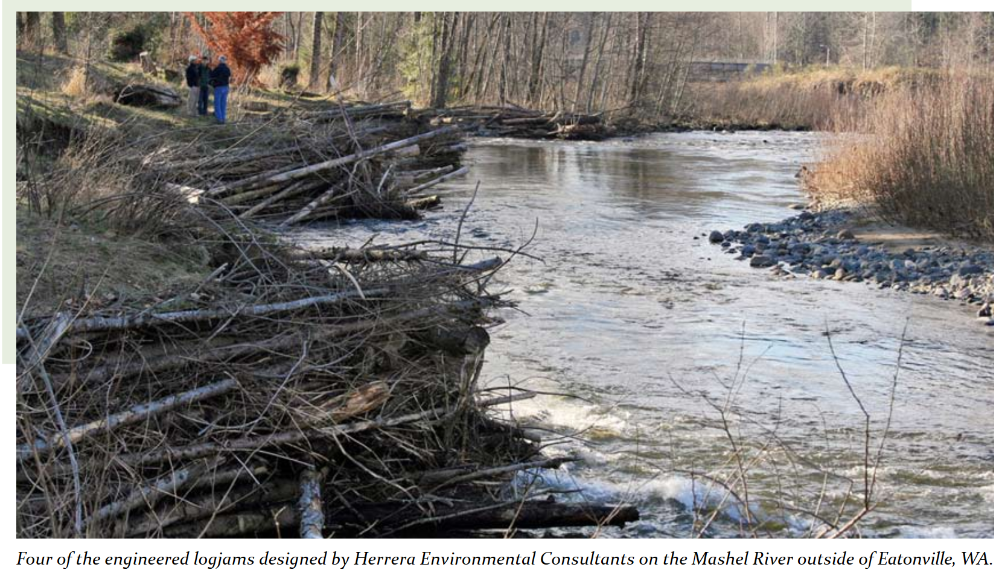 Four of the engineered logjams designed by Herrera Environmental Consultants on the Mashel River outside of Eatonville, WA.